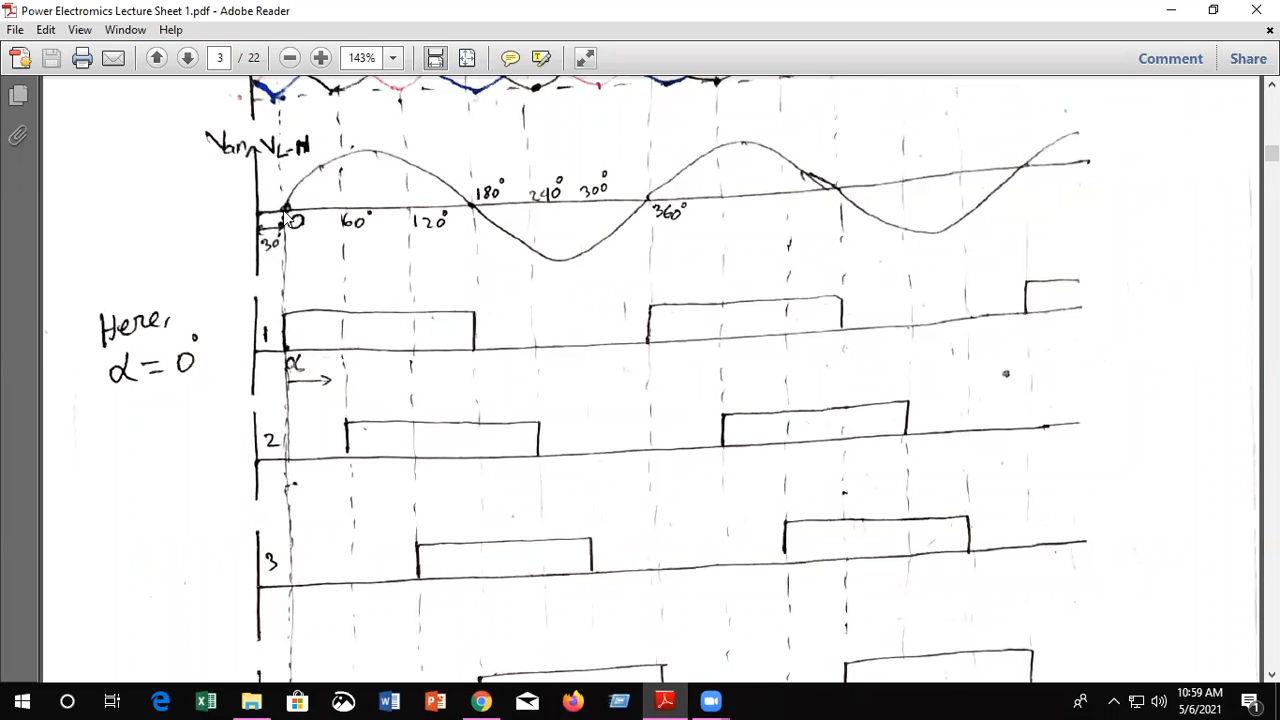 Power Electronics Lecture Sheet 1.pdf - Adobe Reader
File Edit View Window Help
3 / 22 143% Comment Share
Van VL-N
180° 240° 300°
0 60° 120° 360°
30°
Here,
α = 0°
1
α
2
3
10:59 AM
5/6/2021
1